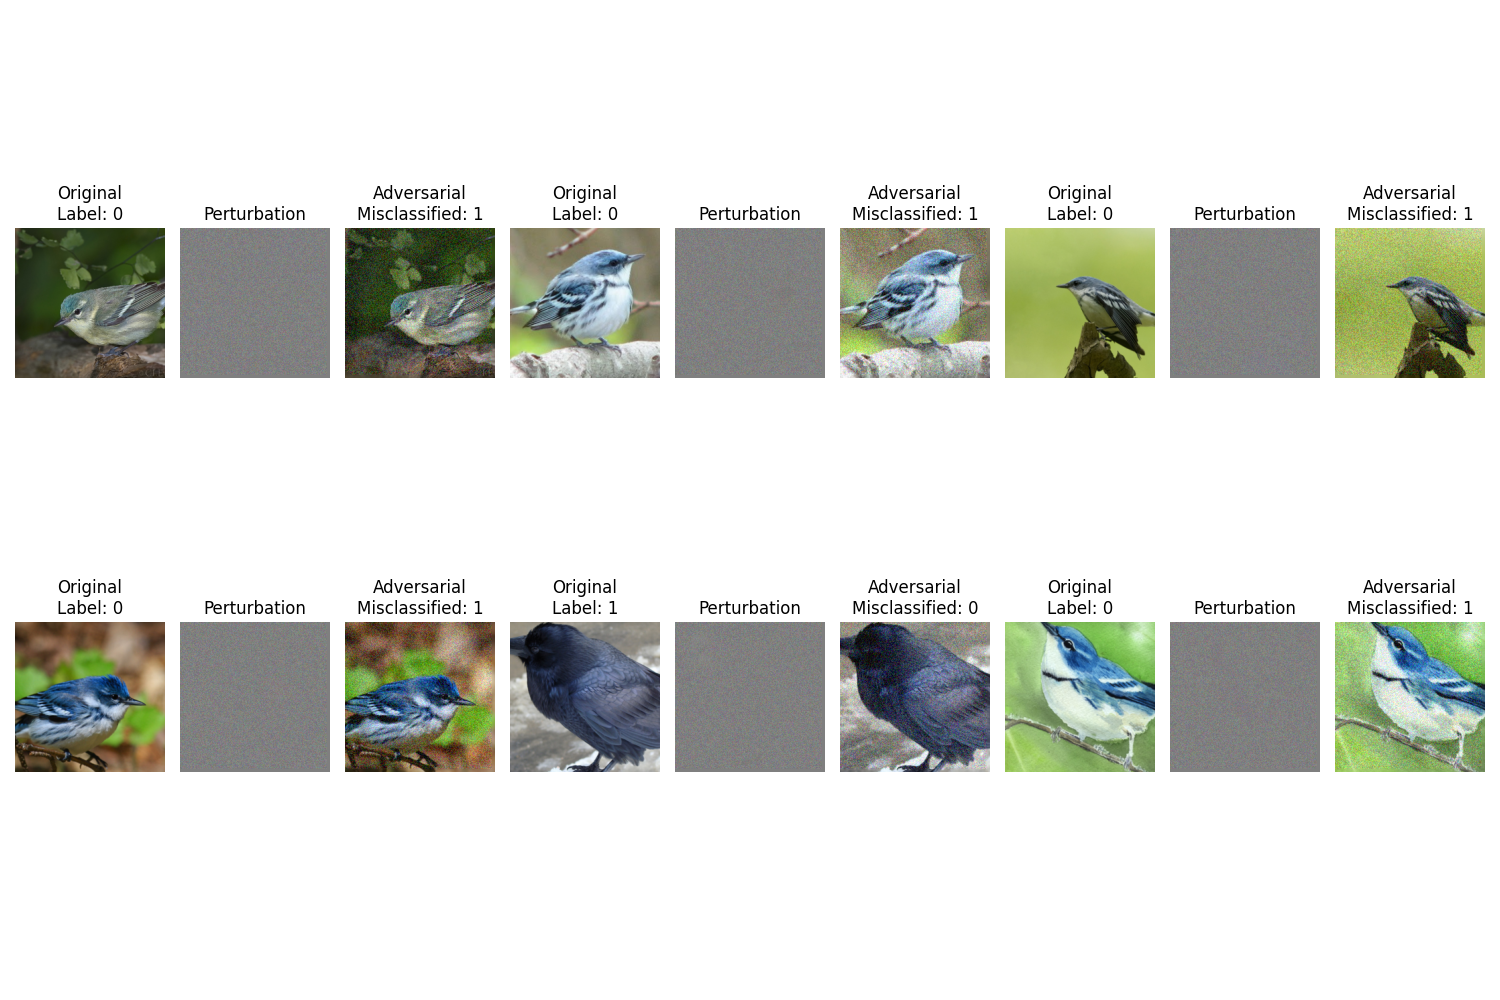 Original
Label: 0
Perturbation
Adversarial
Misclassified: 1
Original
Label: 0
Perturbation
Adversarial
Misclassified: 1
Original
Label: 0
Perturbation
Adversarial
Misclassified: 1
Original
Label: 0
Perturbation
Adversarial
Misclassified: 1
Original
Label: 1
Perturbation
Adversarial
Misclassified: 0
Original
Label: 0
Perturbation
Adversarial
Misclassified: 1